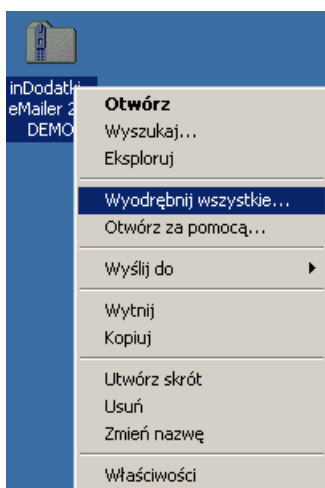 inDodatki
eMailer 2
DEMO
Otwórz
Wyszukaj...
Eksploruj
Wyodrębnij wszystkie...
Otwórz za pomocą...
Wyślij do
Wytnij
Kopiuj
Utwórz skrót
Usuń
Zmień nazwę
Właściwości